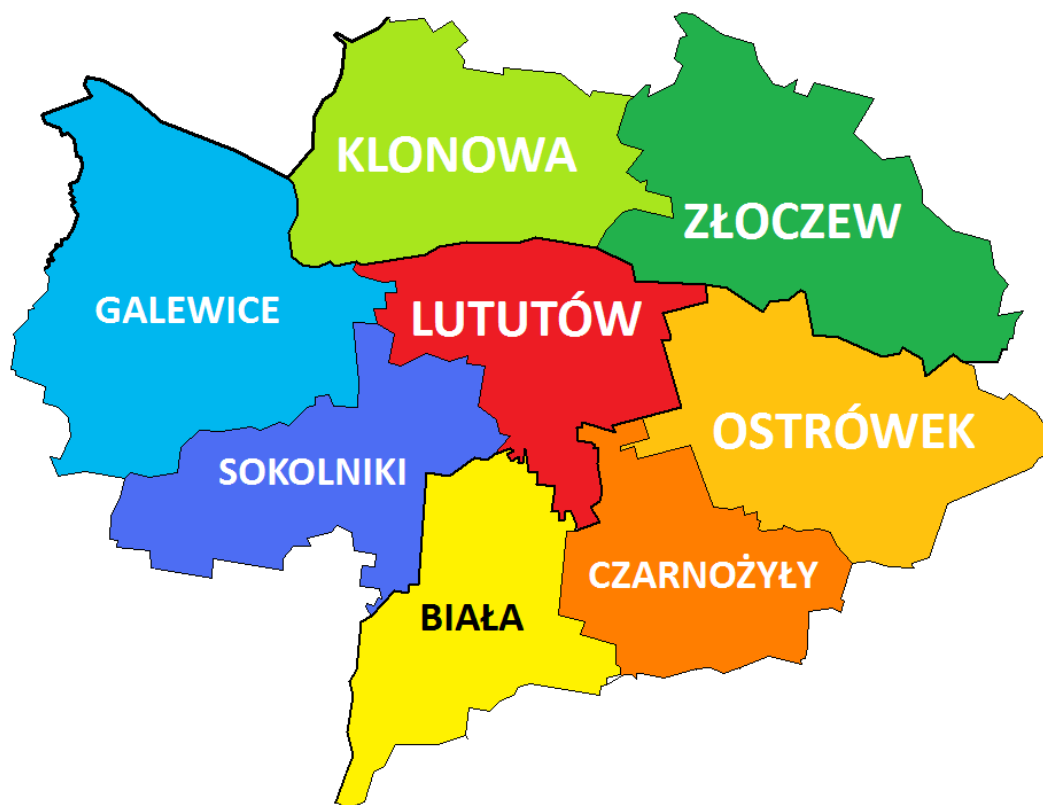 KLONOWA
ZŁOCZEW
GALEWICE
LUTUTÓW
OSTRÓWEK
SOKOLNIKI
CZARNOŻYŁY
BIAŁA